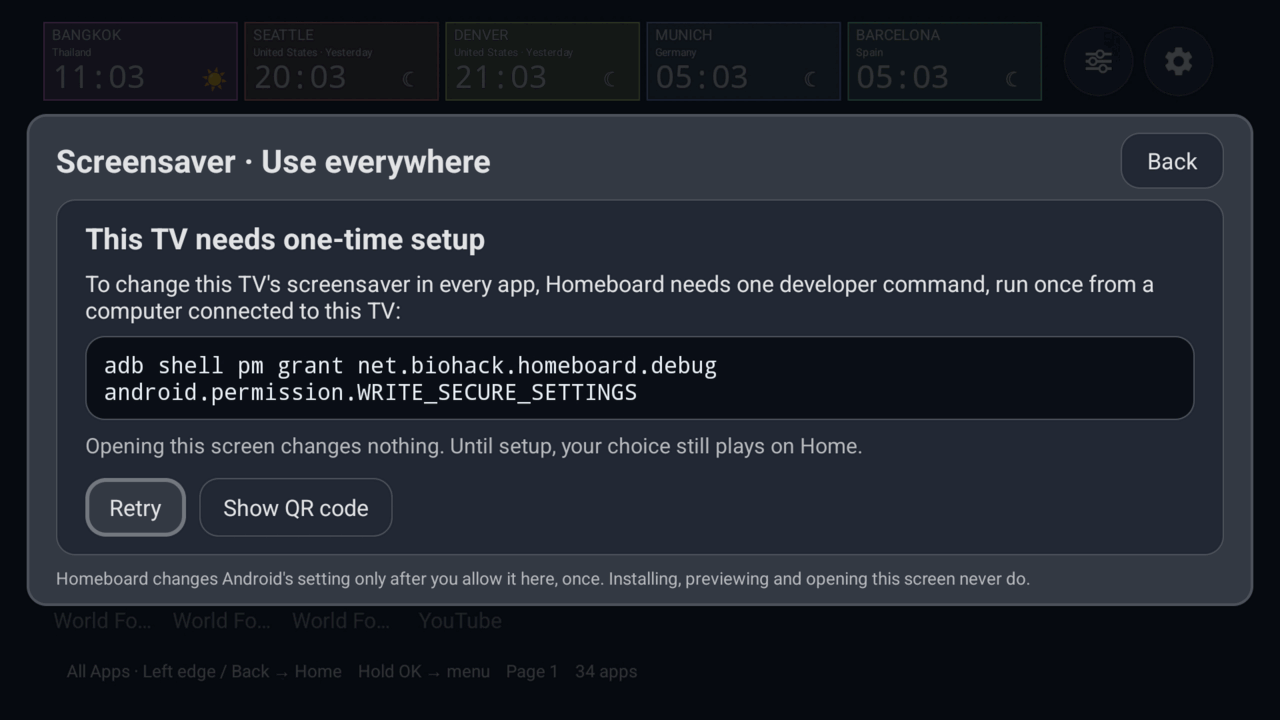 BANGKOK
Thailand
11:03
SEATTLE
United States · Yesterday
20:03
DENVER
United States · Yesterday
21:03
MUNICH
Germany
05:03
BARCELONA
Spain
05:03
Screensaver · Use everywhere
Back
This TV needs one-time setup
To change this TV's screensaver in every app, Homeboard needs one developer command, run once from a
computer connected to this TV:
adb shell pm grant net.biohack.homeboard.debug
android.permission.WRITE_SECURE_SETTINGS
Opening this screen changes nothing. Until setup, your choice still plays on Home.
Retry
Show QR code
Homeboard changes Android's setting only after you allow it here, once. Installing, previewing and opening this screen never do.
World Fo… World Fo… World Fo… YouTube
All Apps · Left edge / Back → Home Hold OK → menu Page 1 34 apps